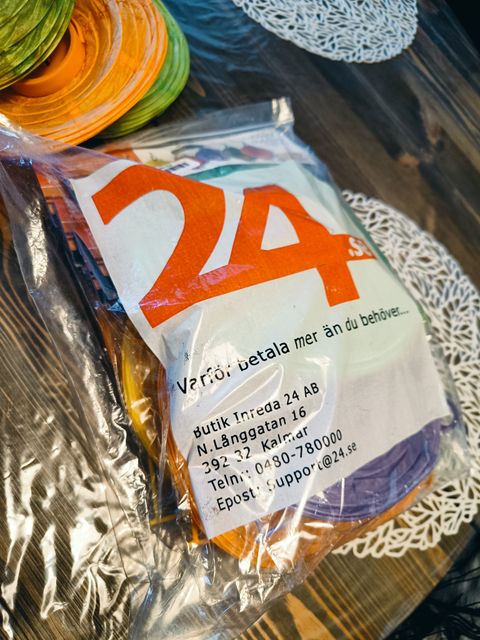 24.se
Varför betala mer än du behöver...
Butik Inreda 24 AB
N.Långgatan 16
392 32 Kalmar
Telnr: 0480-780000
Epost: Support@24.se